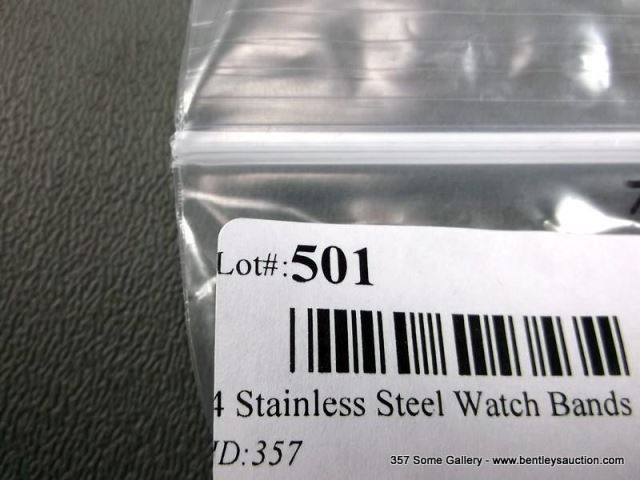 Lot#:501
4 Stainless Steel Watch Bands
ID:357
357 Some Gallery - www.bentleysauction.com